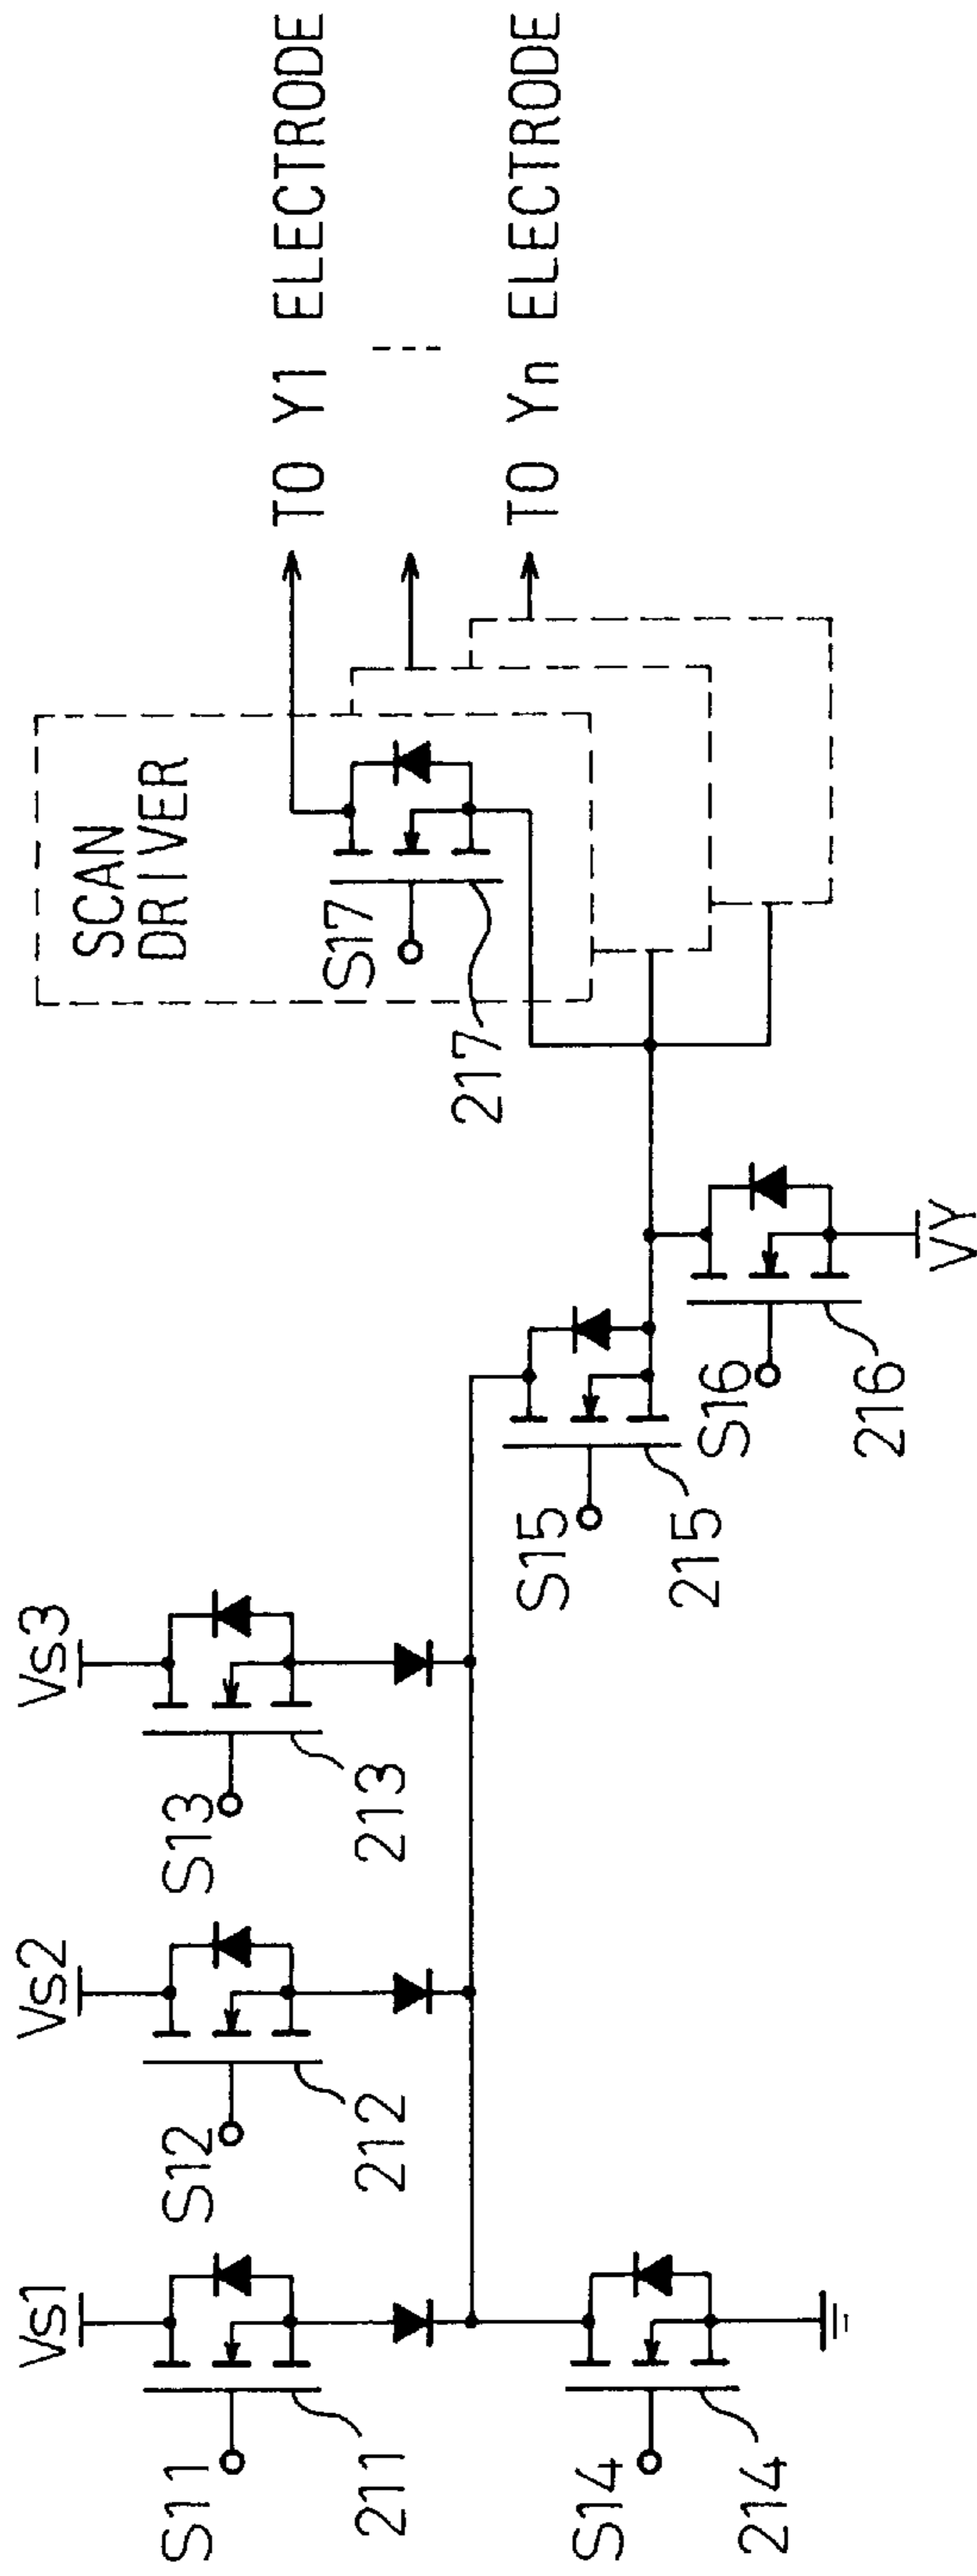 Vs1
Vs2
Vs3
S11
211
S12
212
S13
213
S14
214
S15
215
S16
216
VY
SCAN
DRIVER
S17
217
TO Y1 ELECTRODE
TO Yn ELECTRODE